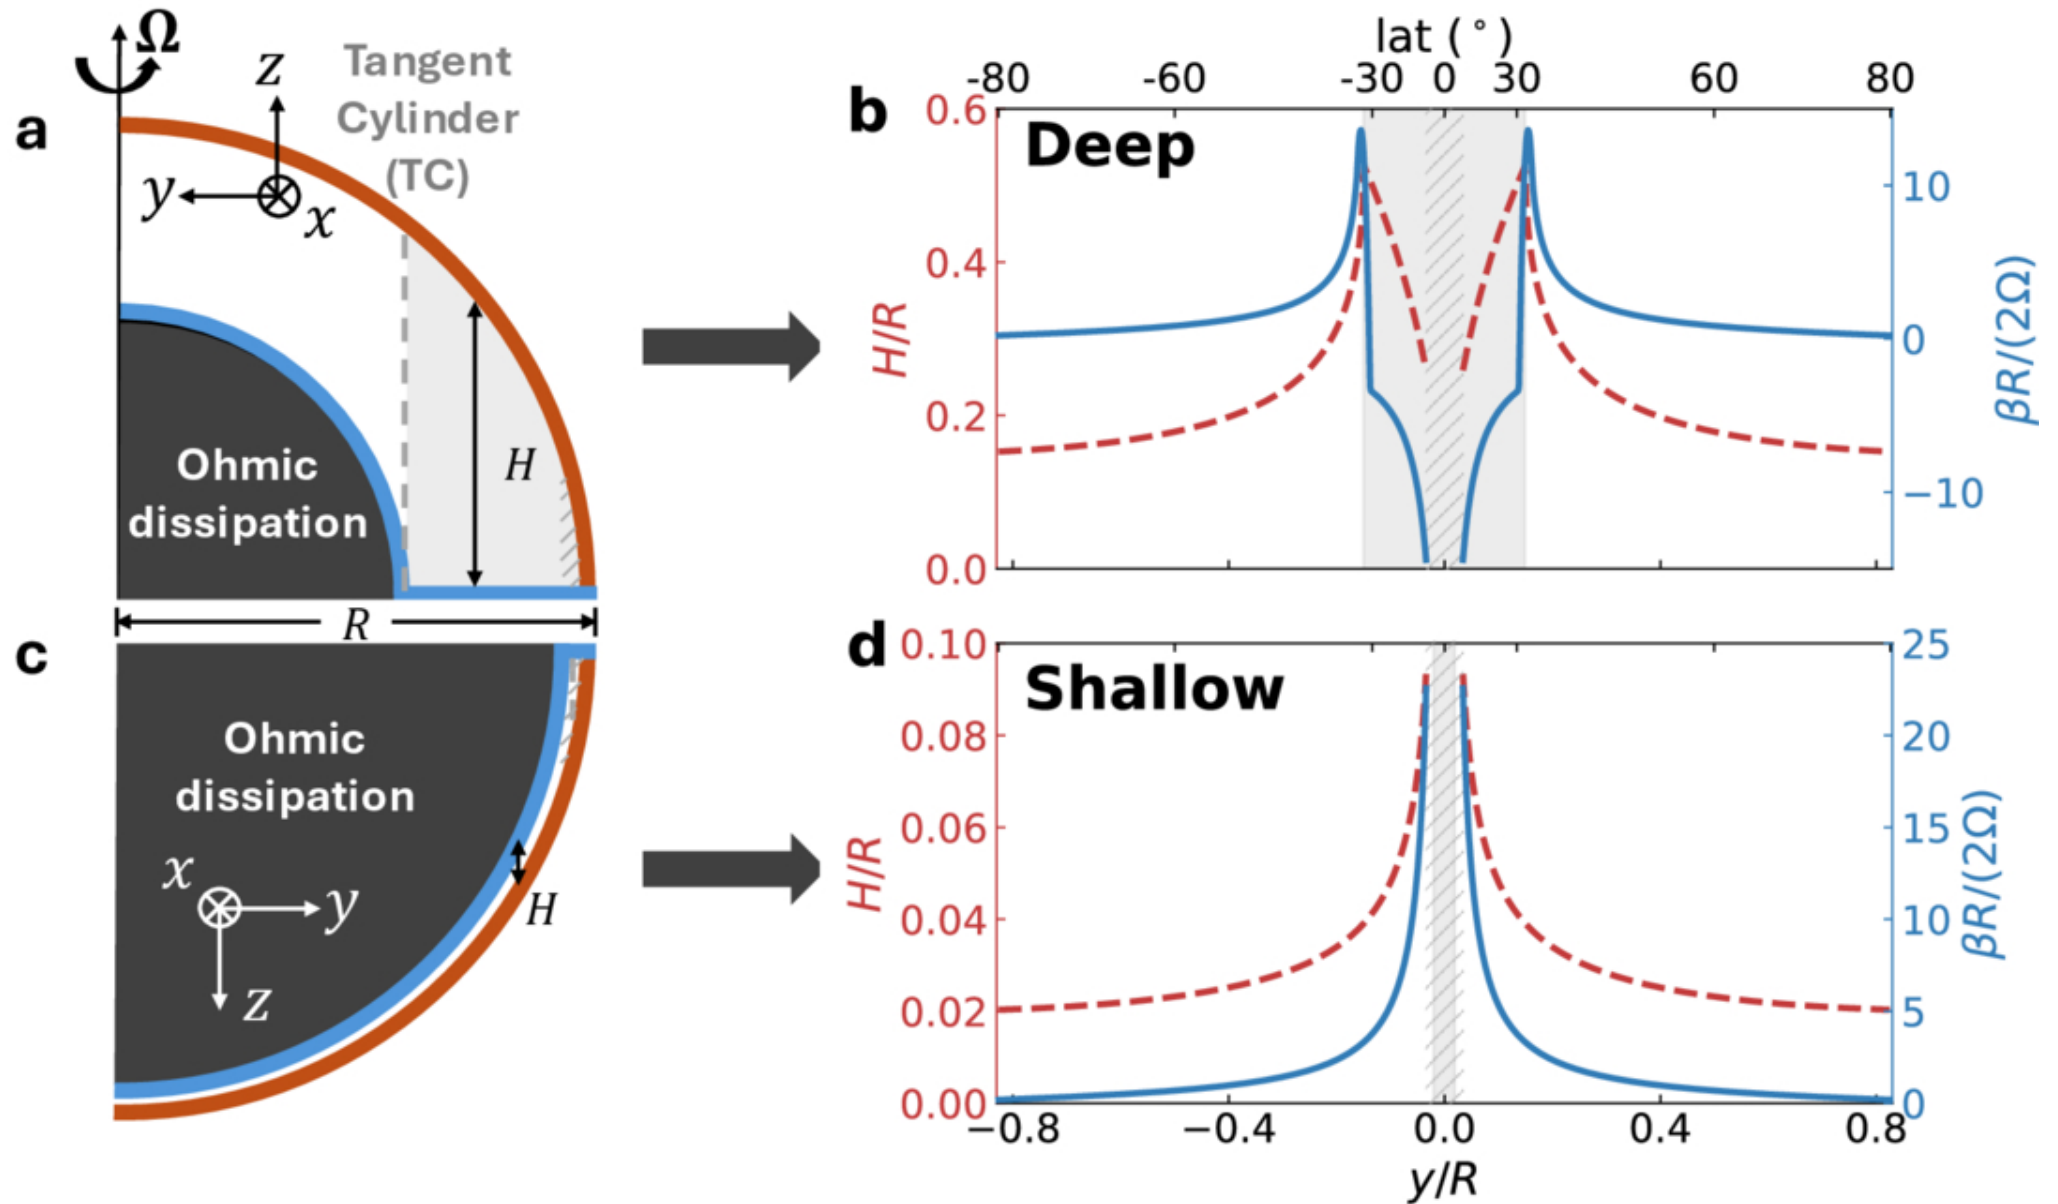 a
Ω
z
y
x
Tangent
Cylinder
(TC)
H
Ohmic
dissipation
R
b
lat (°)
-80 -60 -30 0 30 60 80
Deep
0.6
0.4
0.2
0.0
H/R
10
0
−10
βR/(2Ω)
c
Ohmic
dissipation
x
y
z
H
d
Shallow
0.10
0.08
0.06
0.04
0.02
0.00
H/R
25
20
15
10
5
0
βR/(2Ω)
−0.8 −0.4 0.0 0.4 0.8
y/R